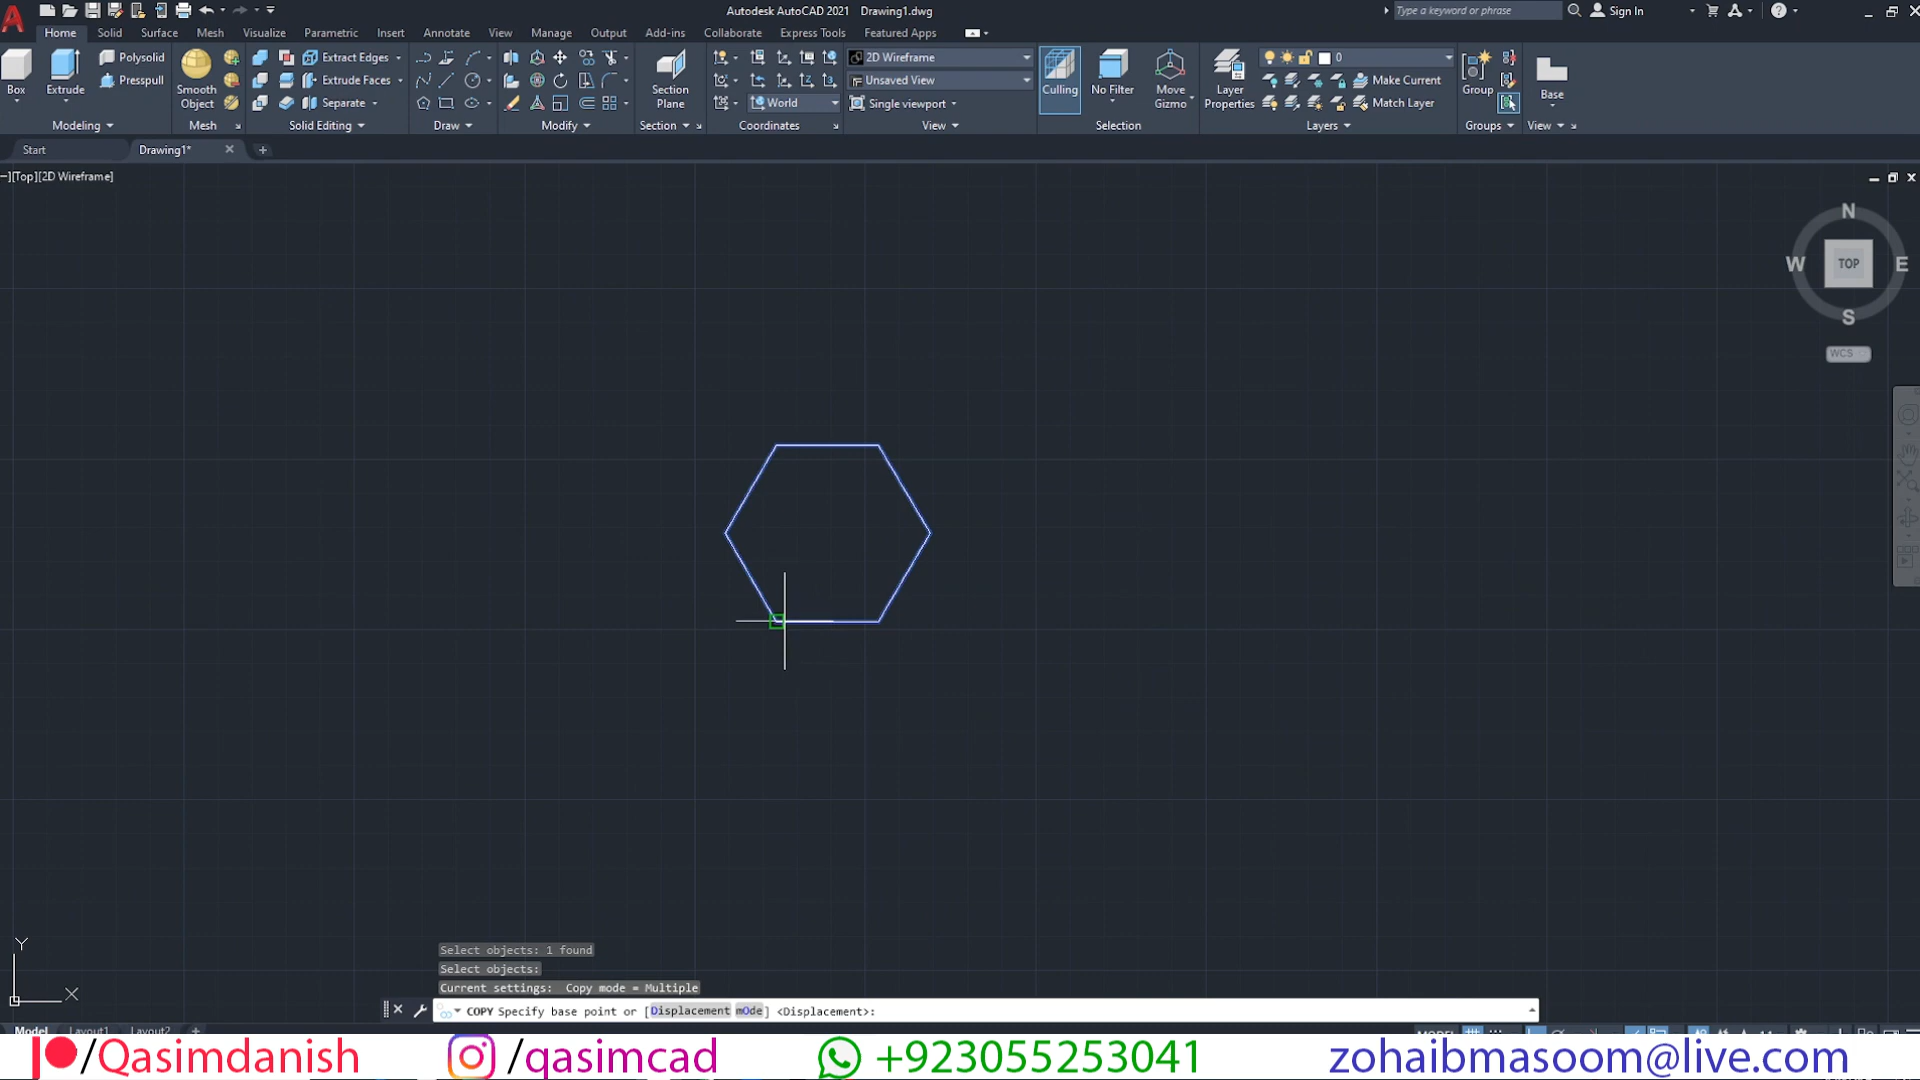 Autodesk AutoCAD 2021 Drawing1.dwg
Type a keyword or phrase
Sign In
Home Solid Surface Mesh Visualize Parametric Insert Annotate View Manage Output Add-ins Collaborate Express Tools Featured Apps
Box
Extrude
Polysolid
Presspull
Smooth Object
Extract Edges
Extrude Faces
Separate
Section Plane
World
2D Wireframe
Unsaved View
Single viewport
Culling
No Filter
Move Gizmo
Layer Properties
0
Make Current
Match Layer
Group
Base
Modeling Mesh Solid Editing Draw Modify Section Coordinates View Selection Layers Groups View
Start Drawing1*
−][Top][2D Wireframe]
N
W TOP E
S
WCS
Y
X
Select objects: 1 found
Select objects:
Current settings: Copy mode = Multiple
COPY Specify base point or [Displacement mOde] <Displacement>:
Model Layout1 Layout2 +
MODEL
/Qasimdanish /qasimcad +923055253041 zohaibmasoom@live.com